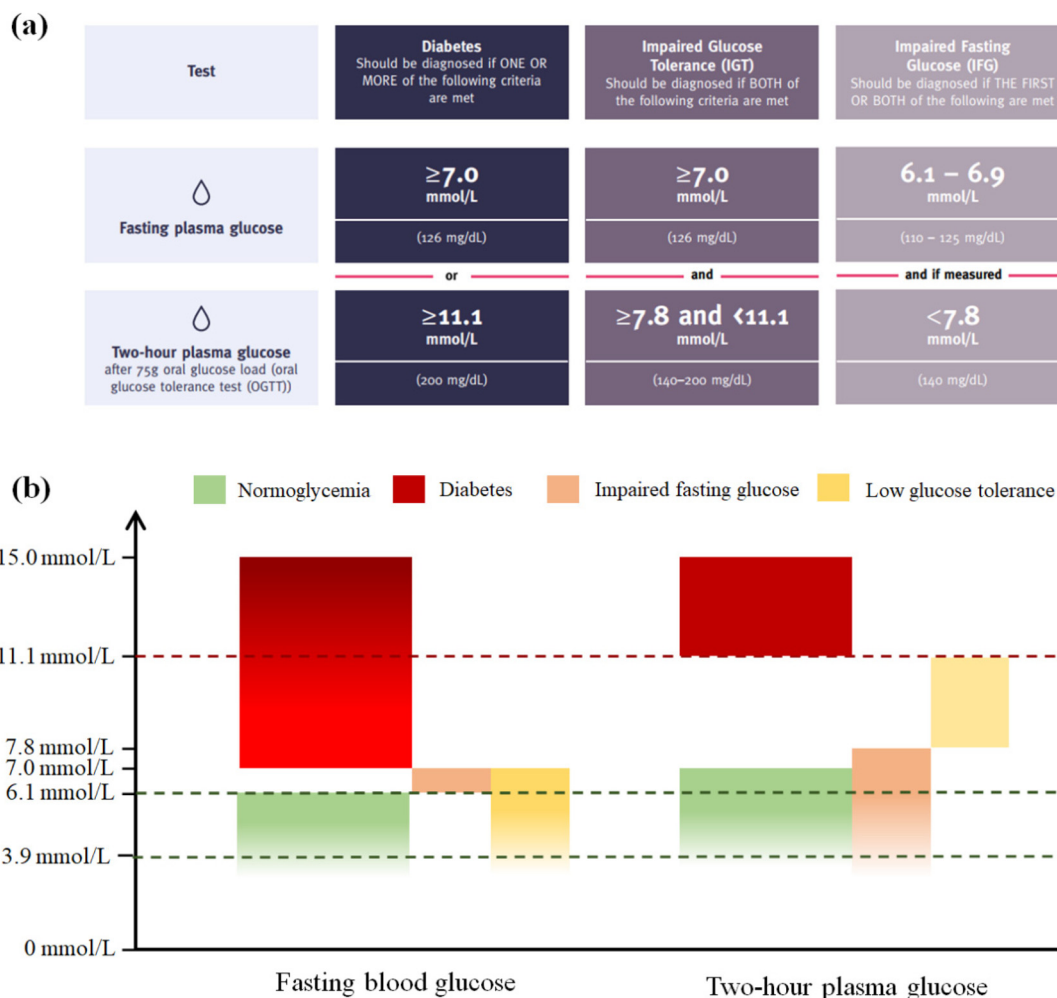 (a)
Test
Diabetes
Should be diagnosed if ONE OR
MORE of the following criteria
are met
Impaired Glucose
Tolerance (IGT)
Should be diagnosed if BOTH of
the following criteria are met
Impaired Fasting
Glucose (IFG)
Should be diagnosed if THE FIRST
OR BOTH of the following are met
Fasting plasma glucose
≥7.0
mmol/L
(126 mg/dL)
≥7.0
mmol/L
(126 mg/dL)
6.1 – 6.9
mmol/L
(110 – 125 mg/dL)
or
and
and if measured
Two-hour plasma glucose
after 75g oral glucose load (oral
glucose tolerance test (OGTT))
≥11.1
mmol/L
(200 mg/dL)
≥7.8 and <11.1
mmol/L
(140–200 mg/dL)
<7.8
mmol/L
(140 mg/dL)
(b)
Normoglycemia
Diabetes
Impaired fasting glucose
Low glucose tolerance
15.0 mmol/L
11.1 mmol/L
7.8 mmol/L
7.0 mmol/L
6.1 mmol/L
3.9 mmol/L
0 mmol/L
Fasting blood glucose
Two-hour plasma glucose